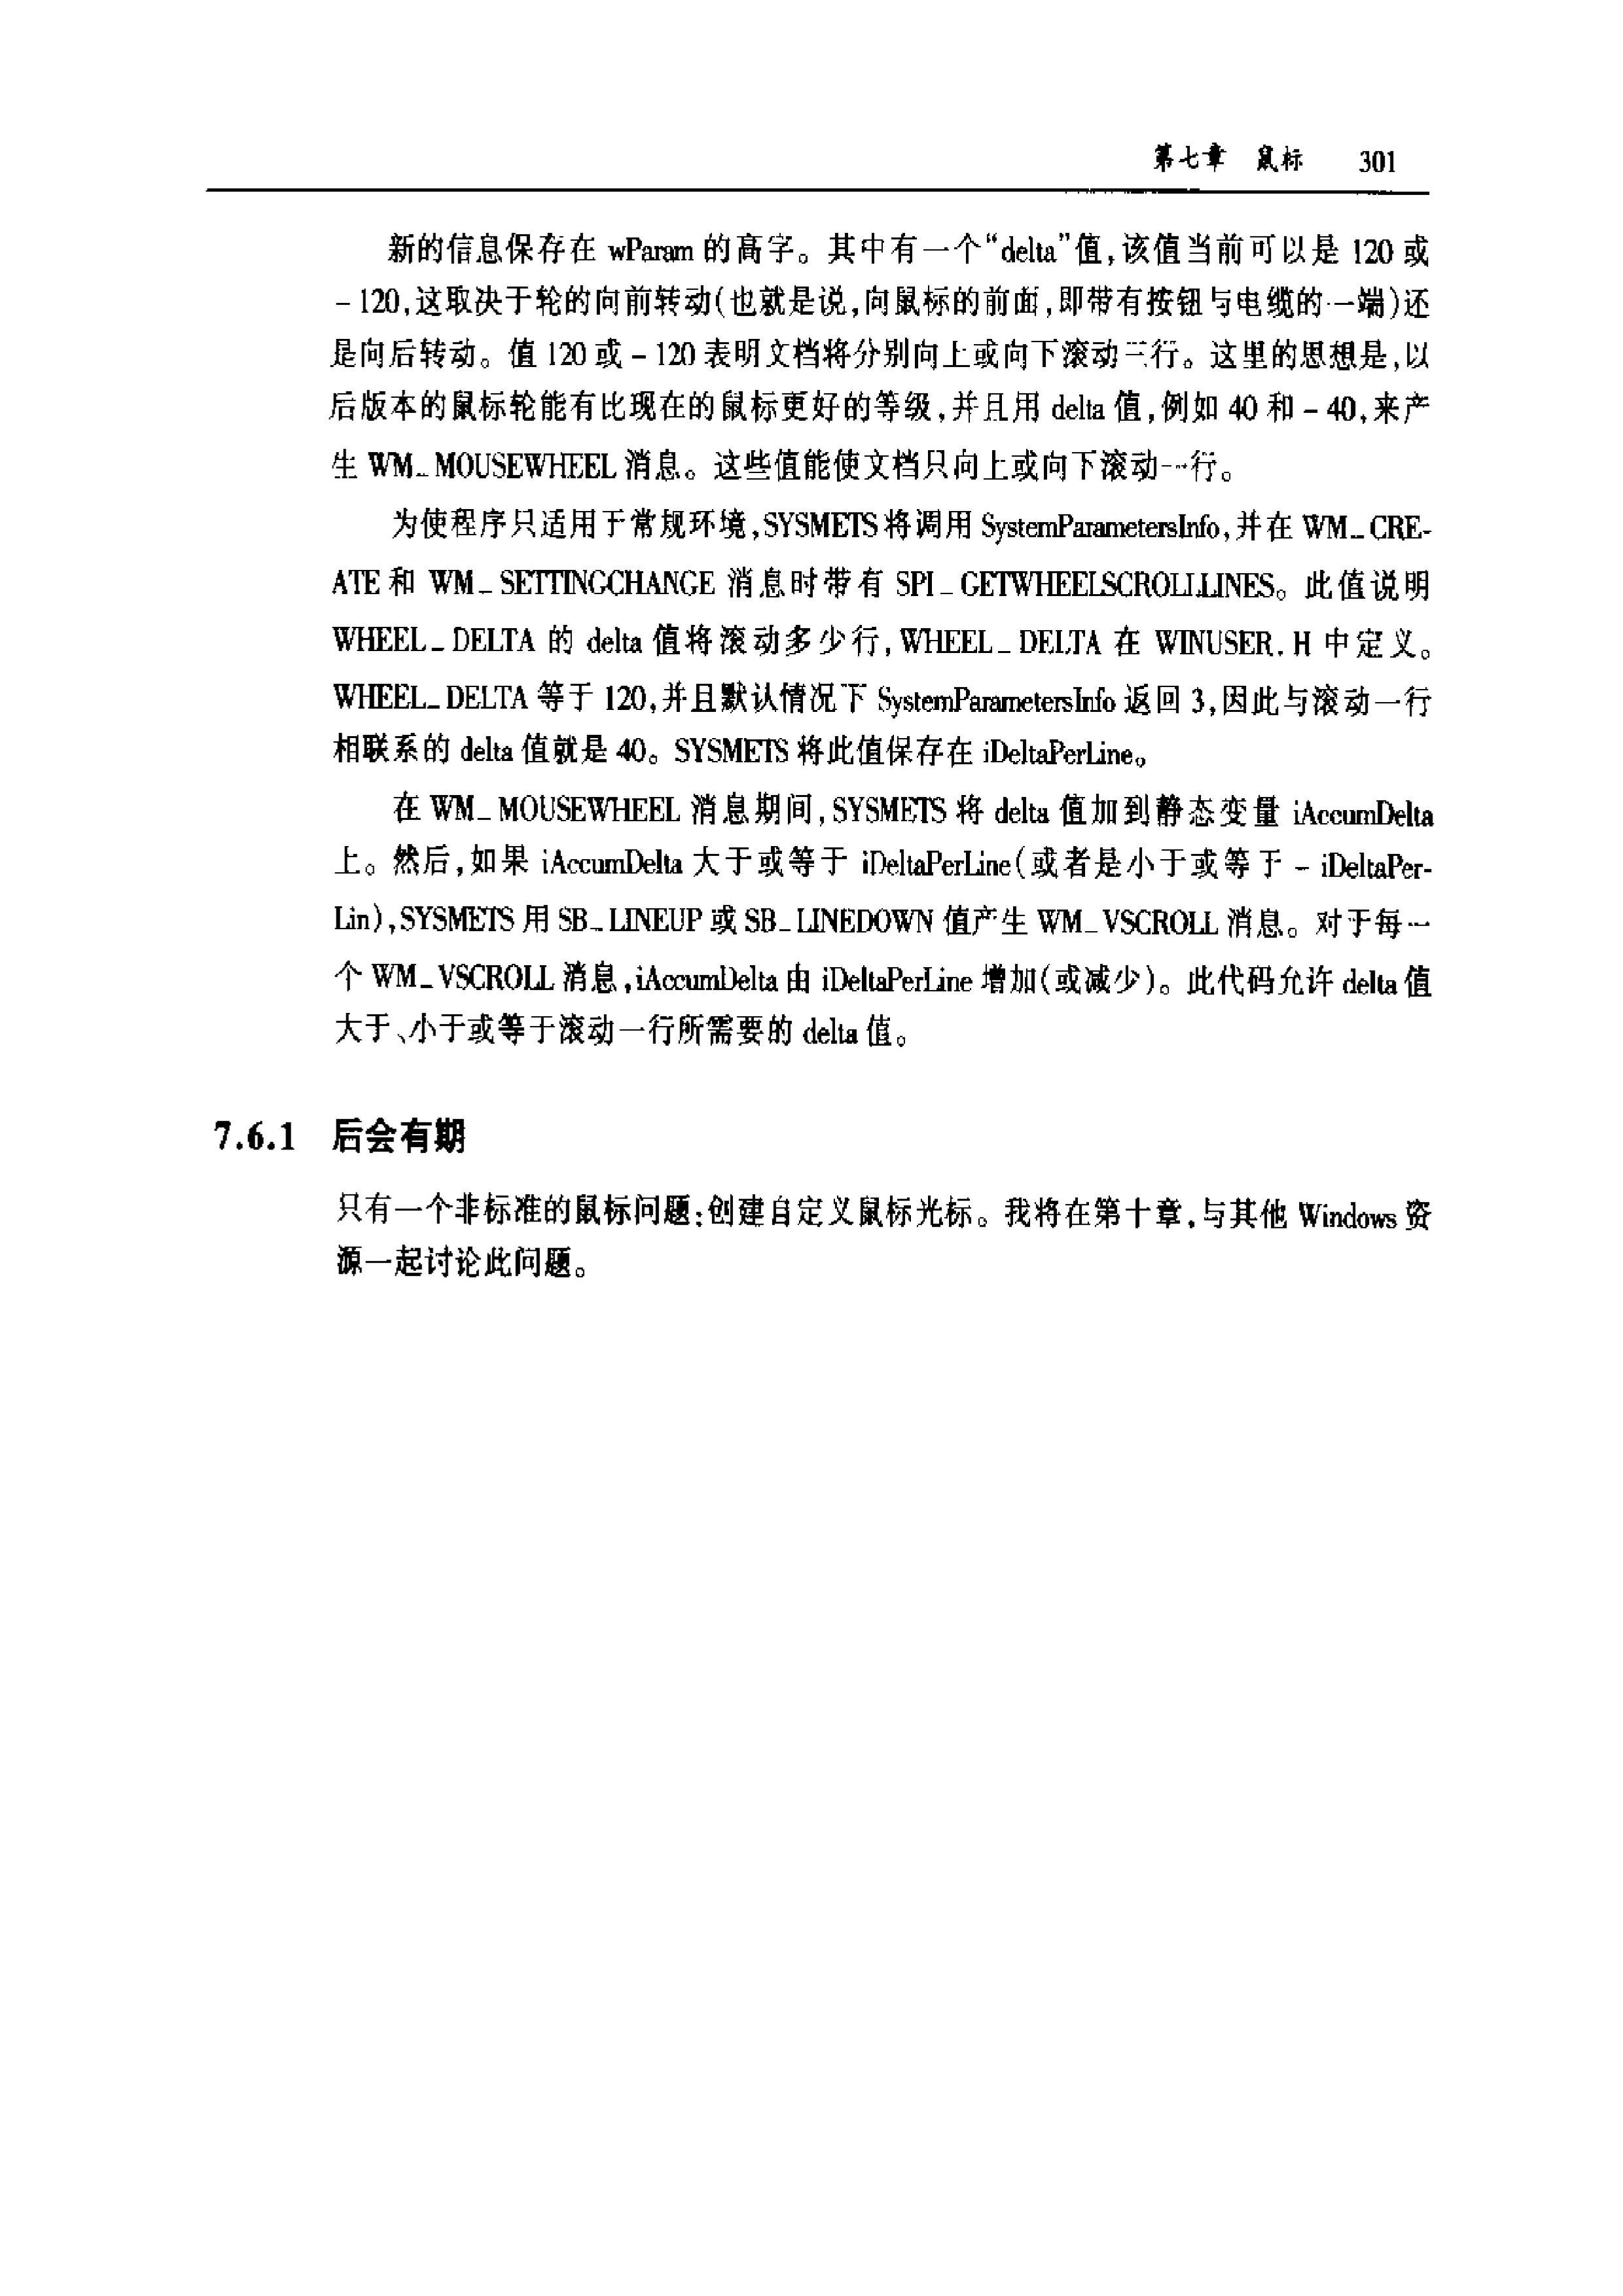 第七章 鼠标 301
新的信息保存在 wParam 的高字。其中有一个“delta”值,该值当前可以是 120 或
－120,这取决于轮的向前转动(也就是说,向鼠标的前面,即带有按钮与电缆的一端)还
是向后转动。值 120 或－120 表明文档将分别向上或向下滚动三行。这里的思想是,以
后版本的鼠标轮能有比现在的鼠标更好的等级,并且用 delta 值,例如 40 和－40,来产
生 WM_MOUSEWHEEL 消息。这些值能使文档只向上或向下滚动一行。
为使程序只适用于常规环境,SYSMETS 将调用 SystemParametersInfo,并在 WM_CRE-
ATE 和 WM_SETTINGCHANGE 消息时带有 SPI_GETWHEELSCROLLLINES。此值说明
WHEEL_DELTA 的 delta 值将滚动多少行,WHEEL_DELTA 在 WINUSER.H 中定义。
WHEEL_DELTA 等于 120,并且默认情况下 SystemParametersInfo 返回 3,因此与滚动一行
相联系的 delta 值就是 40。SYSMETS 将此值保存在 iDeltaPerLine。
在 WM_MOUSEWHEEL 消息期间,SYSMETS 将 delta 值加到静态变量 iAccumDelta
上。然后,如果 iAccumDelta 大于或等于 iDeltaPerLine(或者是小于或等于－iDeltaPer-
Lin),SYSMETS 用 SB_LINEUP 或 SB_LINEDOWN 值产生 WM_VSCROLL 消息。对于每一
个 WM_VSCROLL 消息,iAccumDelta 由 iDeltaPerLine 增加(或减少)。此代码允许 delta 值
大于、小于或等于滚动一行所需要的 delta 值。
7.6.1 后会有期
只有一个非标准的鼠标问题:创建自定义鼠标光标。我将在第十章,与其他 Windows 资
源一起讨论此问题。